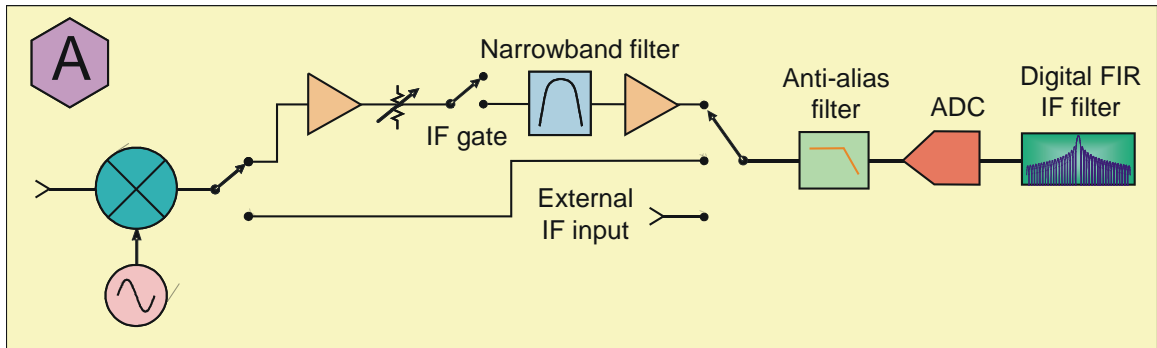 A
Narrowband filter
IF gate
External
IF input
Anti-alias
filter
ADC
Digital FIR
IF filter